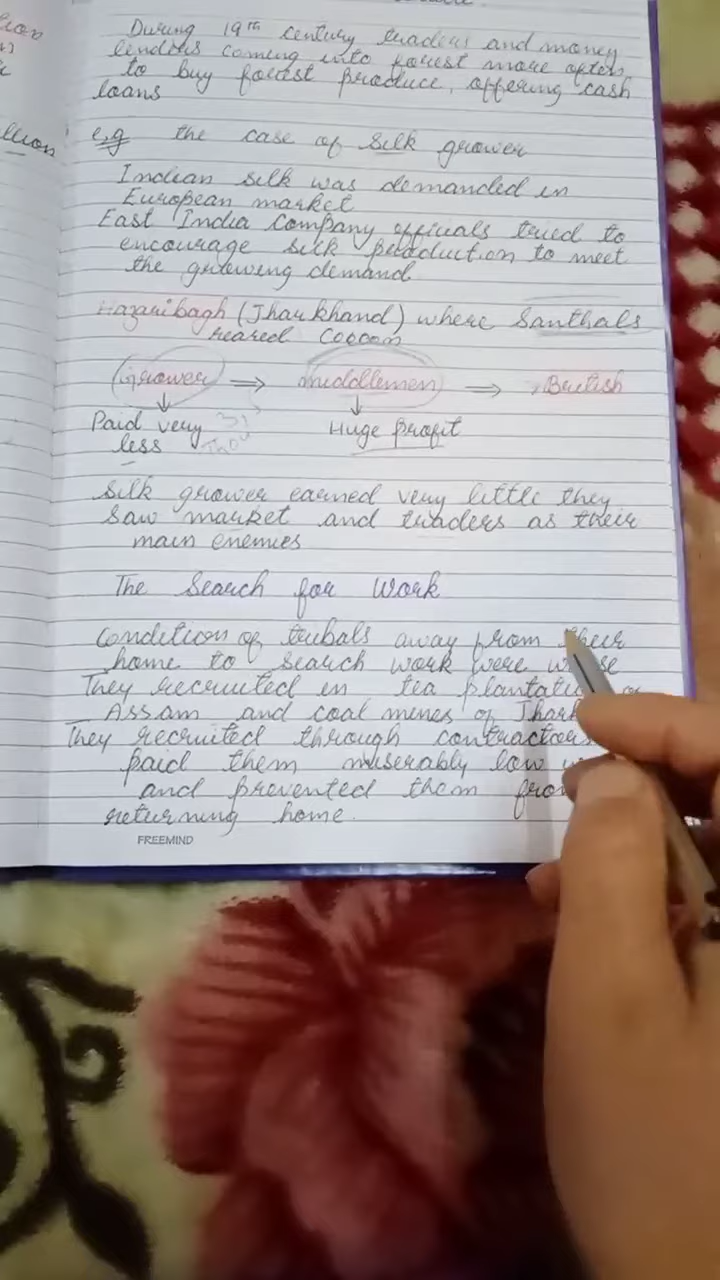 During 19th century traders and money
lenders coming into forest more often
to buy forest produce, offering cash
loans
e.g the case of silk grower
Indian silk was demanded in
European market
East India Company officials tried to
encourage silk production to meet
the growing demand
Hazaribagh (Jharkhand) where Santhals
reared Cocoon
Grower ⇒ middlemen → British
Paid very Huge profit
less
Silk grower earned very little they
saw market and traders as their
main enemies
The Search for Work
Condition of tribals away from their
home to search work were
They recruited in tea plantati
Assam and coal mines of Jhark
They recruited through contractor
paid them miserably low
and prevented them fro
returning home.
FREEMIND